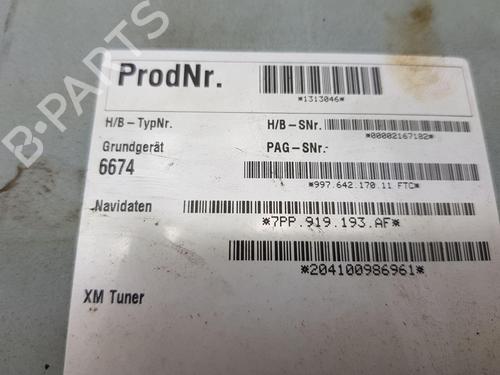 B-PARTS
ProdNr.
*1313046*
H/B-TypNr.
H/B-SNr.
*00002167182*
Grundgerät
PAG-SNr.
6674
*997.642.170.11 FTC*
Navidaten
*7PP.919.193.AF*
*204100986961*
XM Tuner